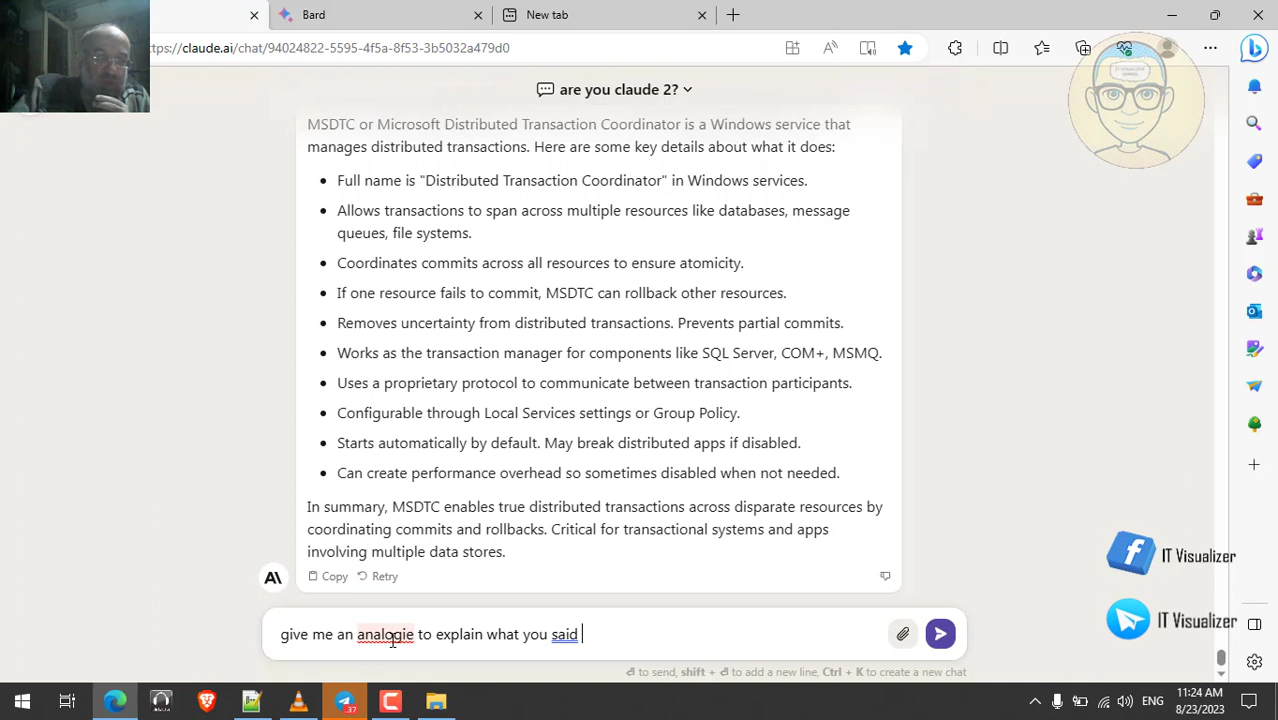 Bard
New tab
https://claude.ai/chat/94024822-5595-4f5a-8f53-3b5032a479d0
are you claude 2?
MSDTC or Microsoft Distributed Transaction Coordinator is a Windows service that
manages distributed transactions. Here are some key details about what it does:
Full name is "Distributed Transaction Coordinator" in Windows services.
Allows transactions to span across multiple resources like databases, message
queues, file systems.
Coordinates commits across all resources to ensure atomicity.
If one resource fails to commit, MSDTC can rollback other resources.
Removes uncertainty from distributed transactions. Prevents partial commits.
Works as the transaction manager for components like SQL Server, COM+, MSMQ.
Uses a proprietary protocol to communicate between transaction participants.
Configurable through Local Services settings or Group Policy.
Starts automatically by default. May break distributed apps if disabled.
Can create performance overhead so sometimes disabled when not needed.
In summary, MSDTC enables true distributed transactions across disparate resources by
coordinating commits and rollbacks. Critical for transactional systems and apps
involving multiple data stores.
Copy Retry
give me an analogie to explain what you said
to send, shift + to add a new line, Ctrl + K to create a new chat
IT Visualizer
IT Visualizer
37
ENG
11:24 AM
8/23/2023